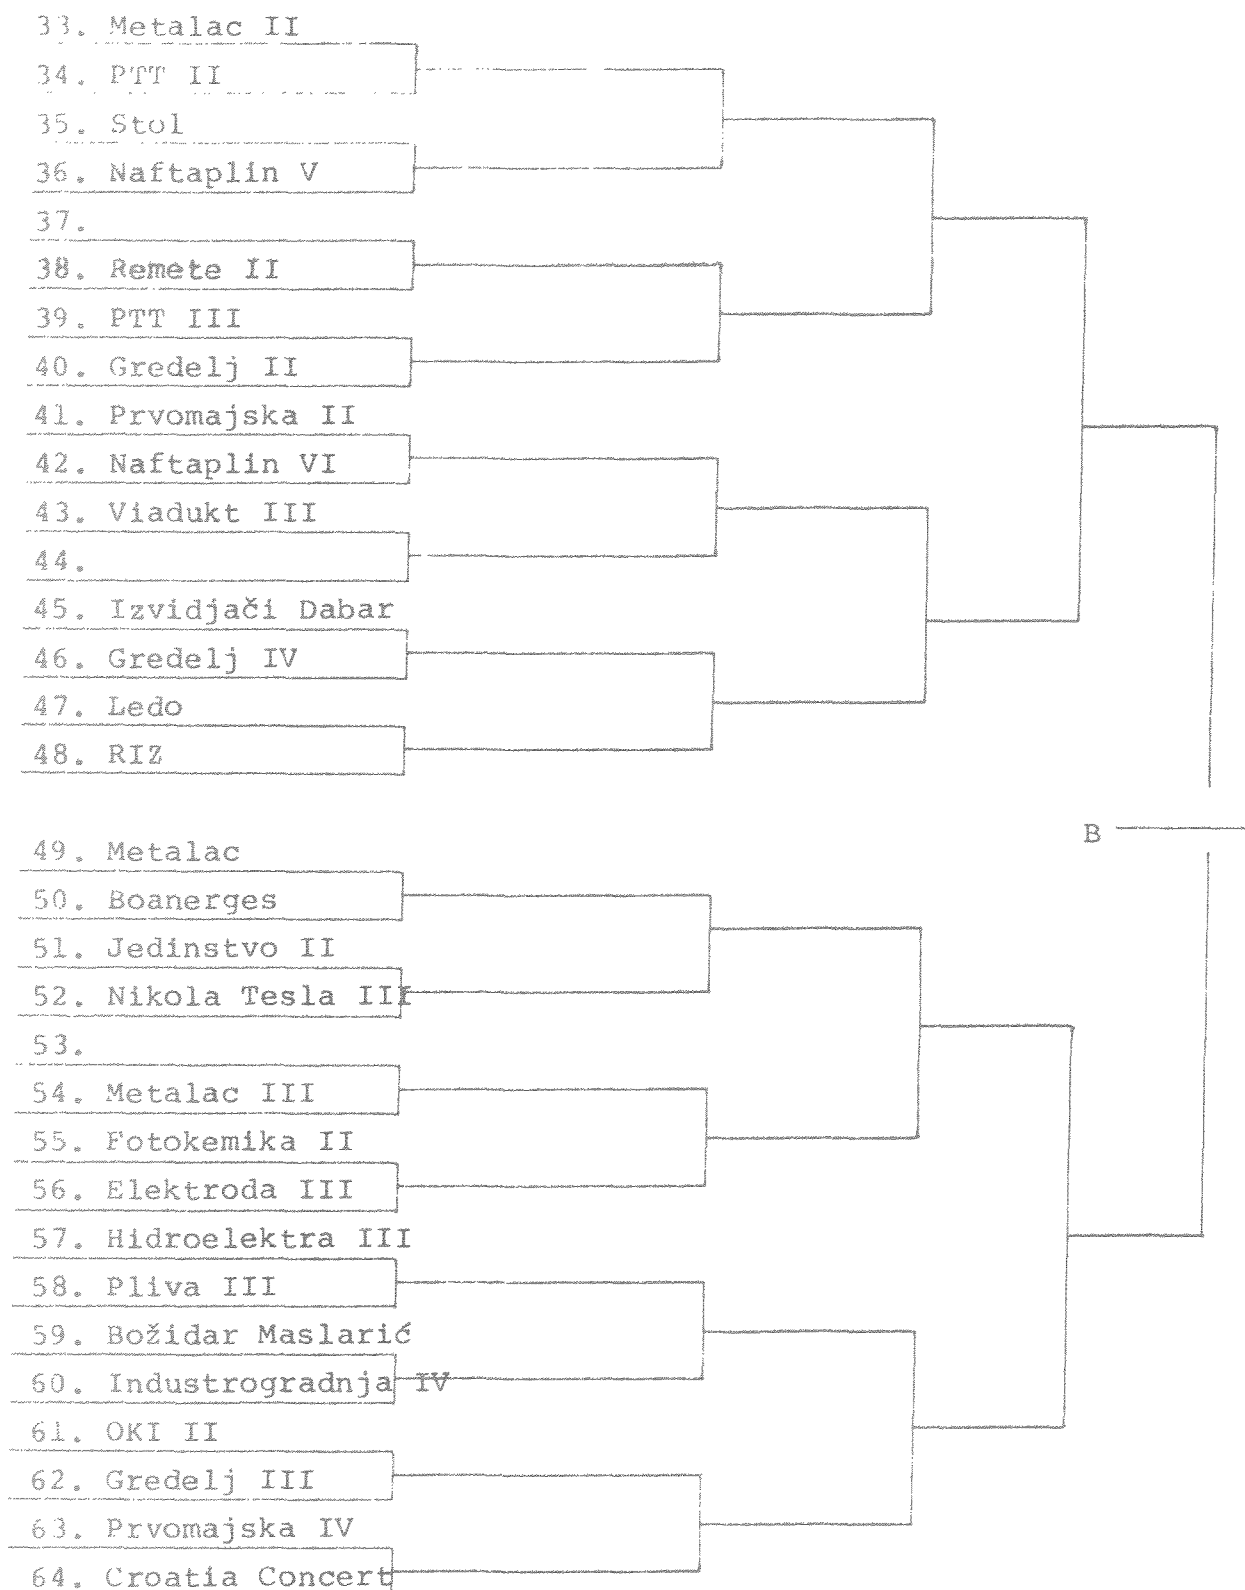 33. Metalac II
34. PTT II
35. Stol
36. Naftaplin V
37.
38. Remete II
39. PTT III
40. Gredelj II
41. Prvomajska II
42. Naftaplin VI
43. Viadukt III
44.
45. Izvidjači Dabar
46. Gredelj IV
47. Ledo
48. RIZ
B
49. Metalac
50. Boanerges
51. Jedinstvo II
52. Nikola Tesla III
53.
54. Metalac III
55. Fotokemika II
56. Elektroda III
57. Hidroelektra III
58. Pliva III
59. Božidar Maslarić
60. Industrogradnja IV
61. OKI II
62. Gredelj III
63. Prvomajska IV
64. Croatia Concert